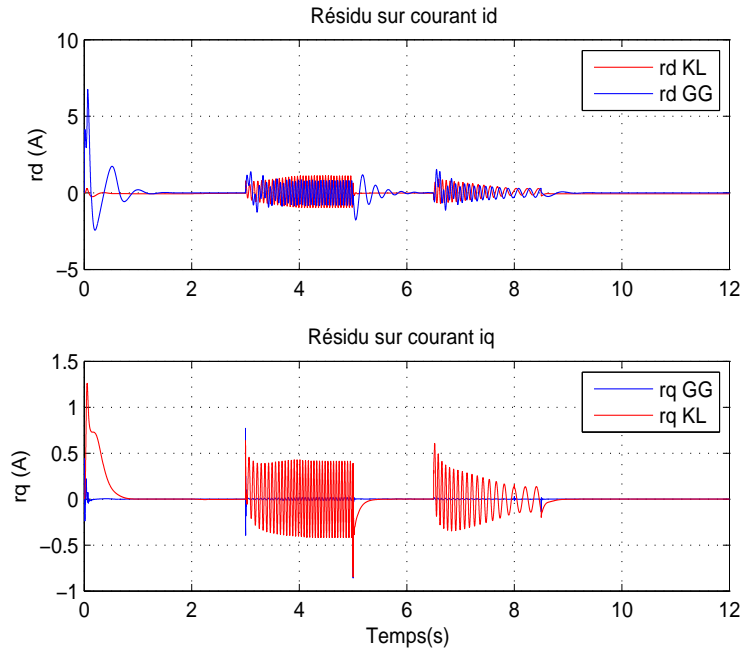 Résidu sur courant id
10
5
0
−5
rd (A)
rd KL
rd GG
0 2 4 6 8 10 12
Résidu sur courant iq
1.5
1
0.5
0
−0.5
−1
rq (A)
rq GG
rq KL
0 2 4 6 8 10 12
Temps(s)